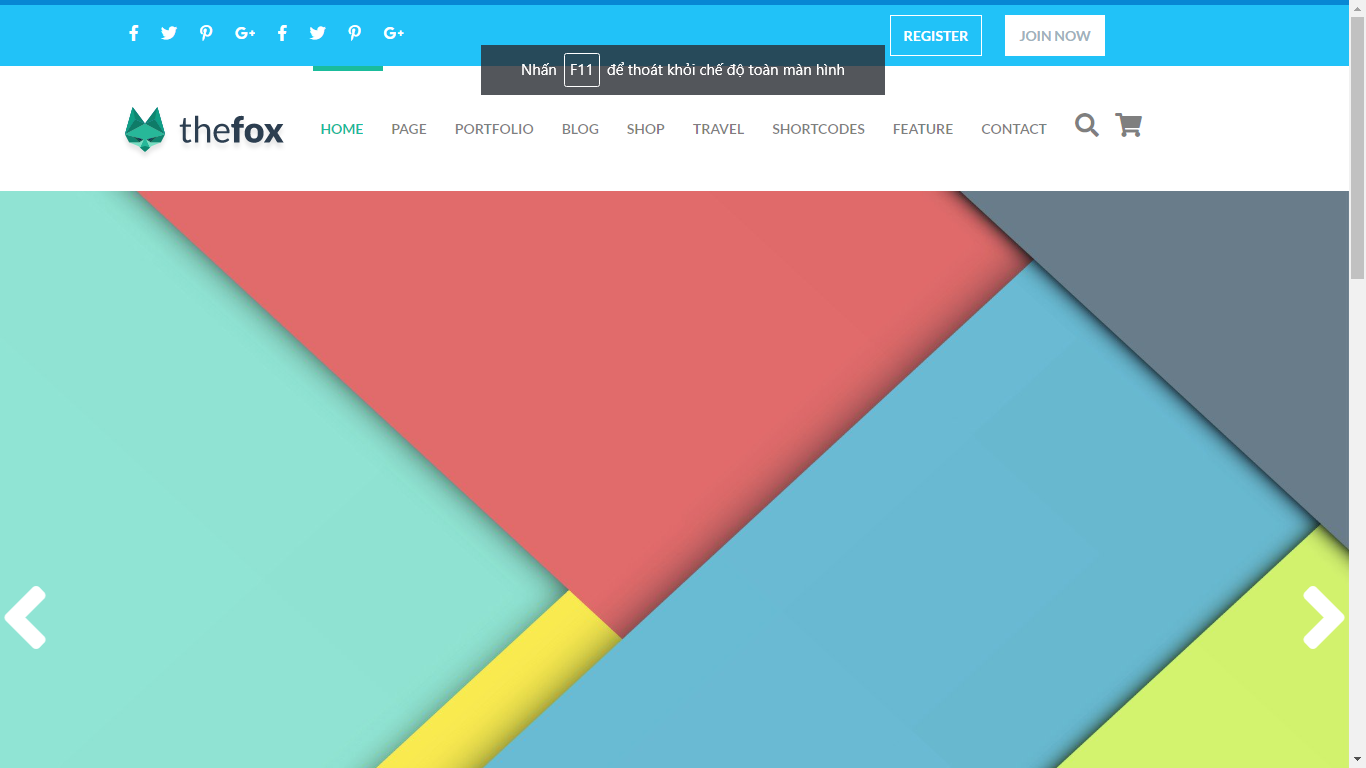 REGISTER
JOIN NOW
Nhấn F11 để thoát khỏi chế độ toàn màn hình
thefox
HOME PAGE PORTFOLIO BLOG SHOP TRAVEL SHORTCODES FEATURE CONTACT